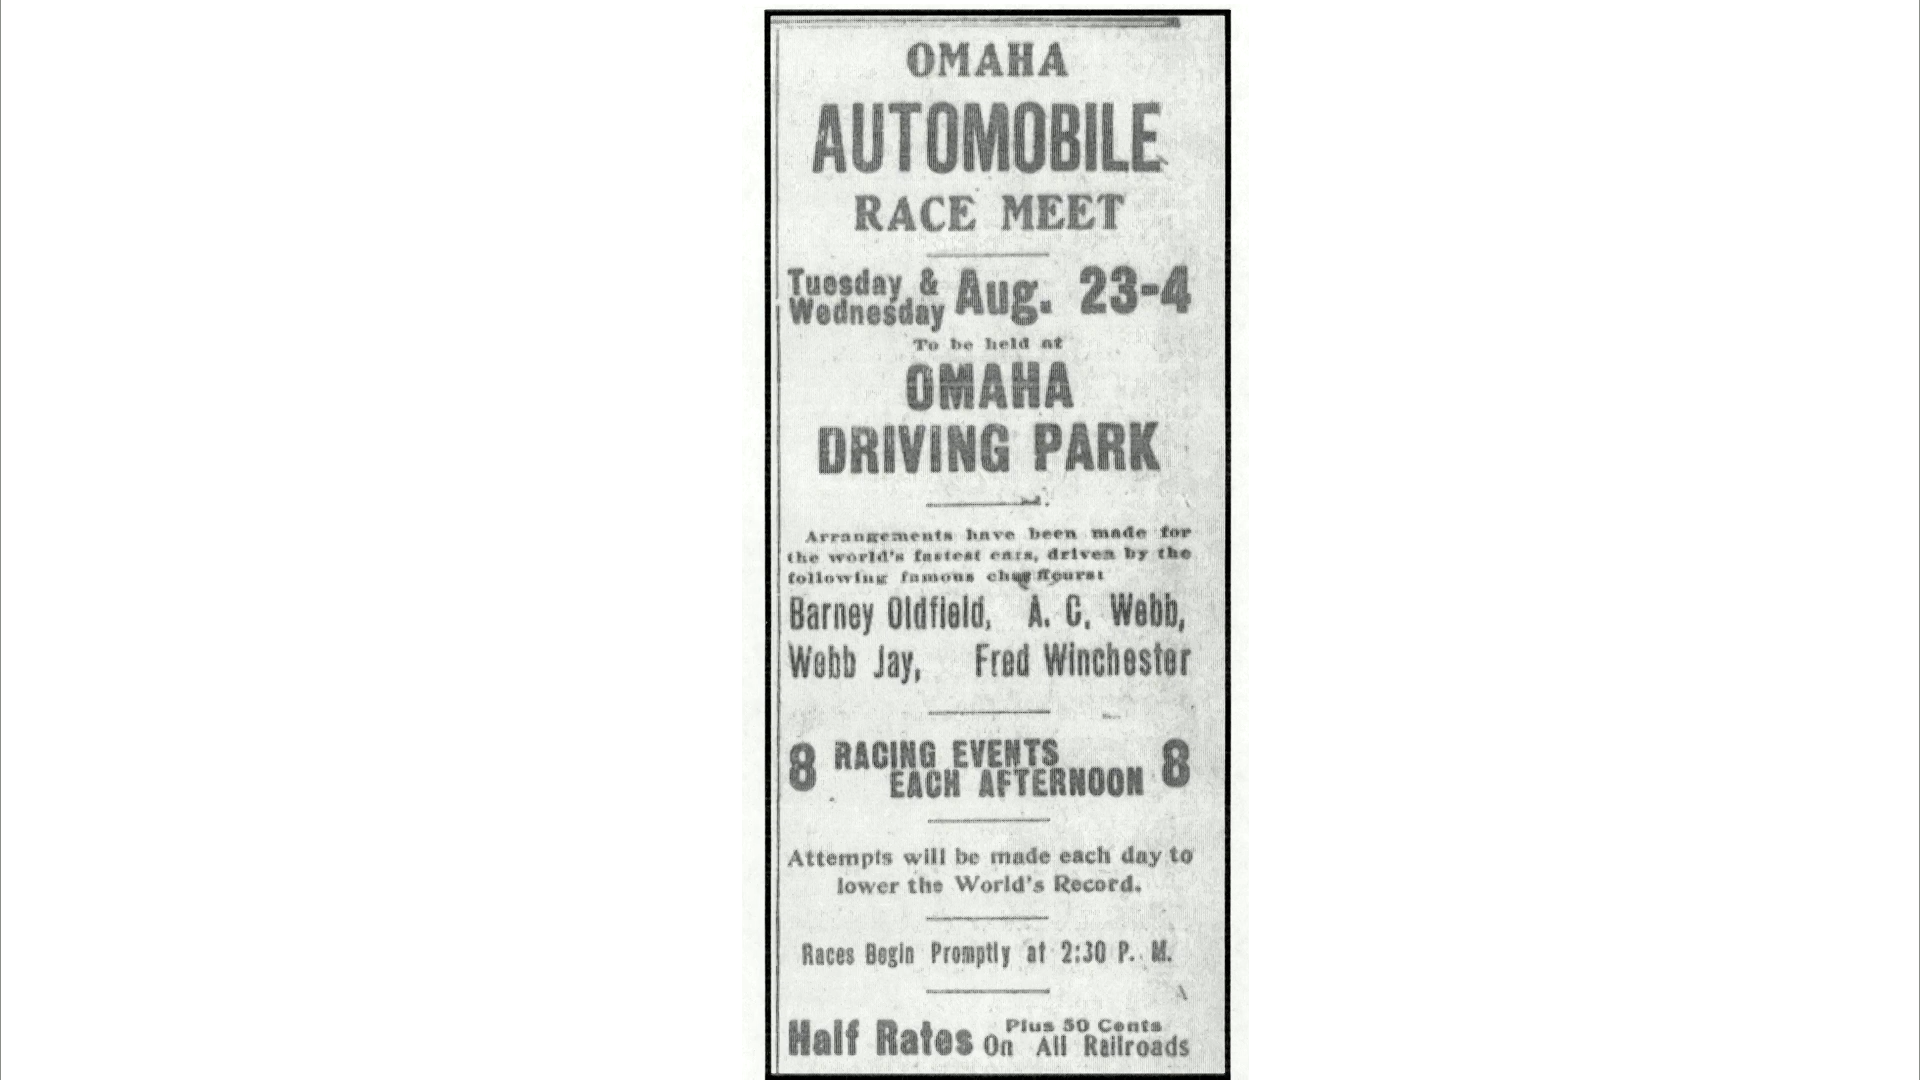 OMAHA
AUTOMOBILE
RACE MEET
Tuesday & Wednesday Aug. 23-4
To be held at
OMAHA
DRIVING PARK
Arrangements have been made for
the world's fastest cars, driven by the
following famous chauffeurs:
Barney Oldfield, A. C. Webb,
Webb Jay, Fred Winchester
8 RACING EVENTS EACH AFTERNOON 8
Attempts will be made each day to
lower the World's Record.
Races Begin Promptly at 2:30 P. M.
Half Rates Plus 50 Cents On All Railroads